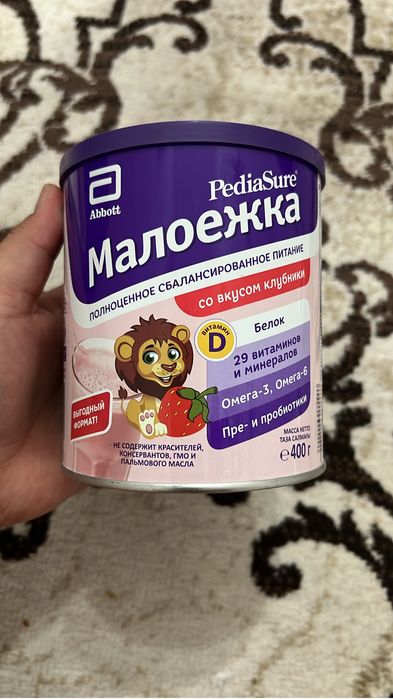 Abbott
PediaSure®
Малоежка
ПОЛНОЦЕННОЕ СБАЛАНСИРОВАННОЕ ПИТАНИЕ
СО ВКУСОМ КЛУБНИКИ
ВИТАМИН
D
Белок
29 витаминов
и минералов
Омега-3, Омега-6
Пре- и пробиотики
ВЫГОДНЫЙ
ФОРМАТ!
· НЕ СОДЕРЖИТ КРАСИТЕЛЕЙ,
КОНСЕРВАНТОВ, ГМО И
ПАЛЬМОВОГО МАСЛА
МАССА НЕТТО
ТАЗА САЛМАҒЫ
℮400 г